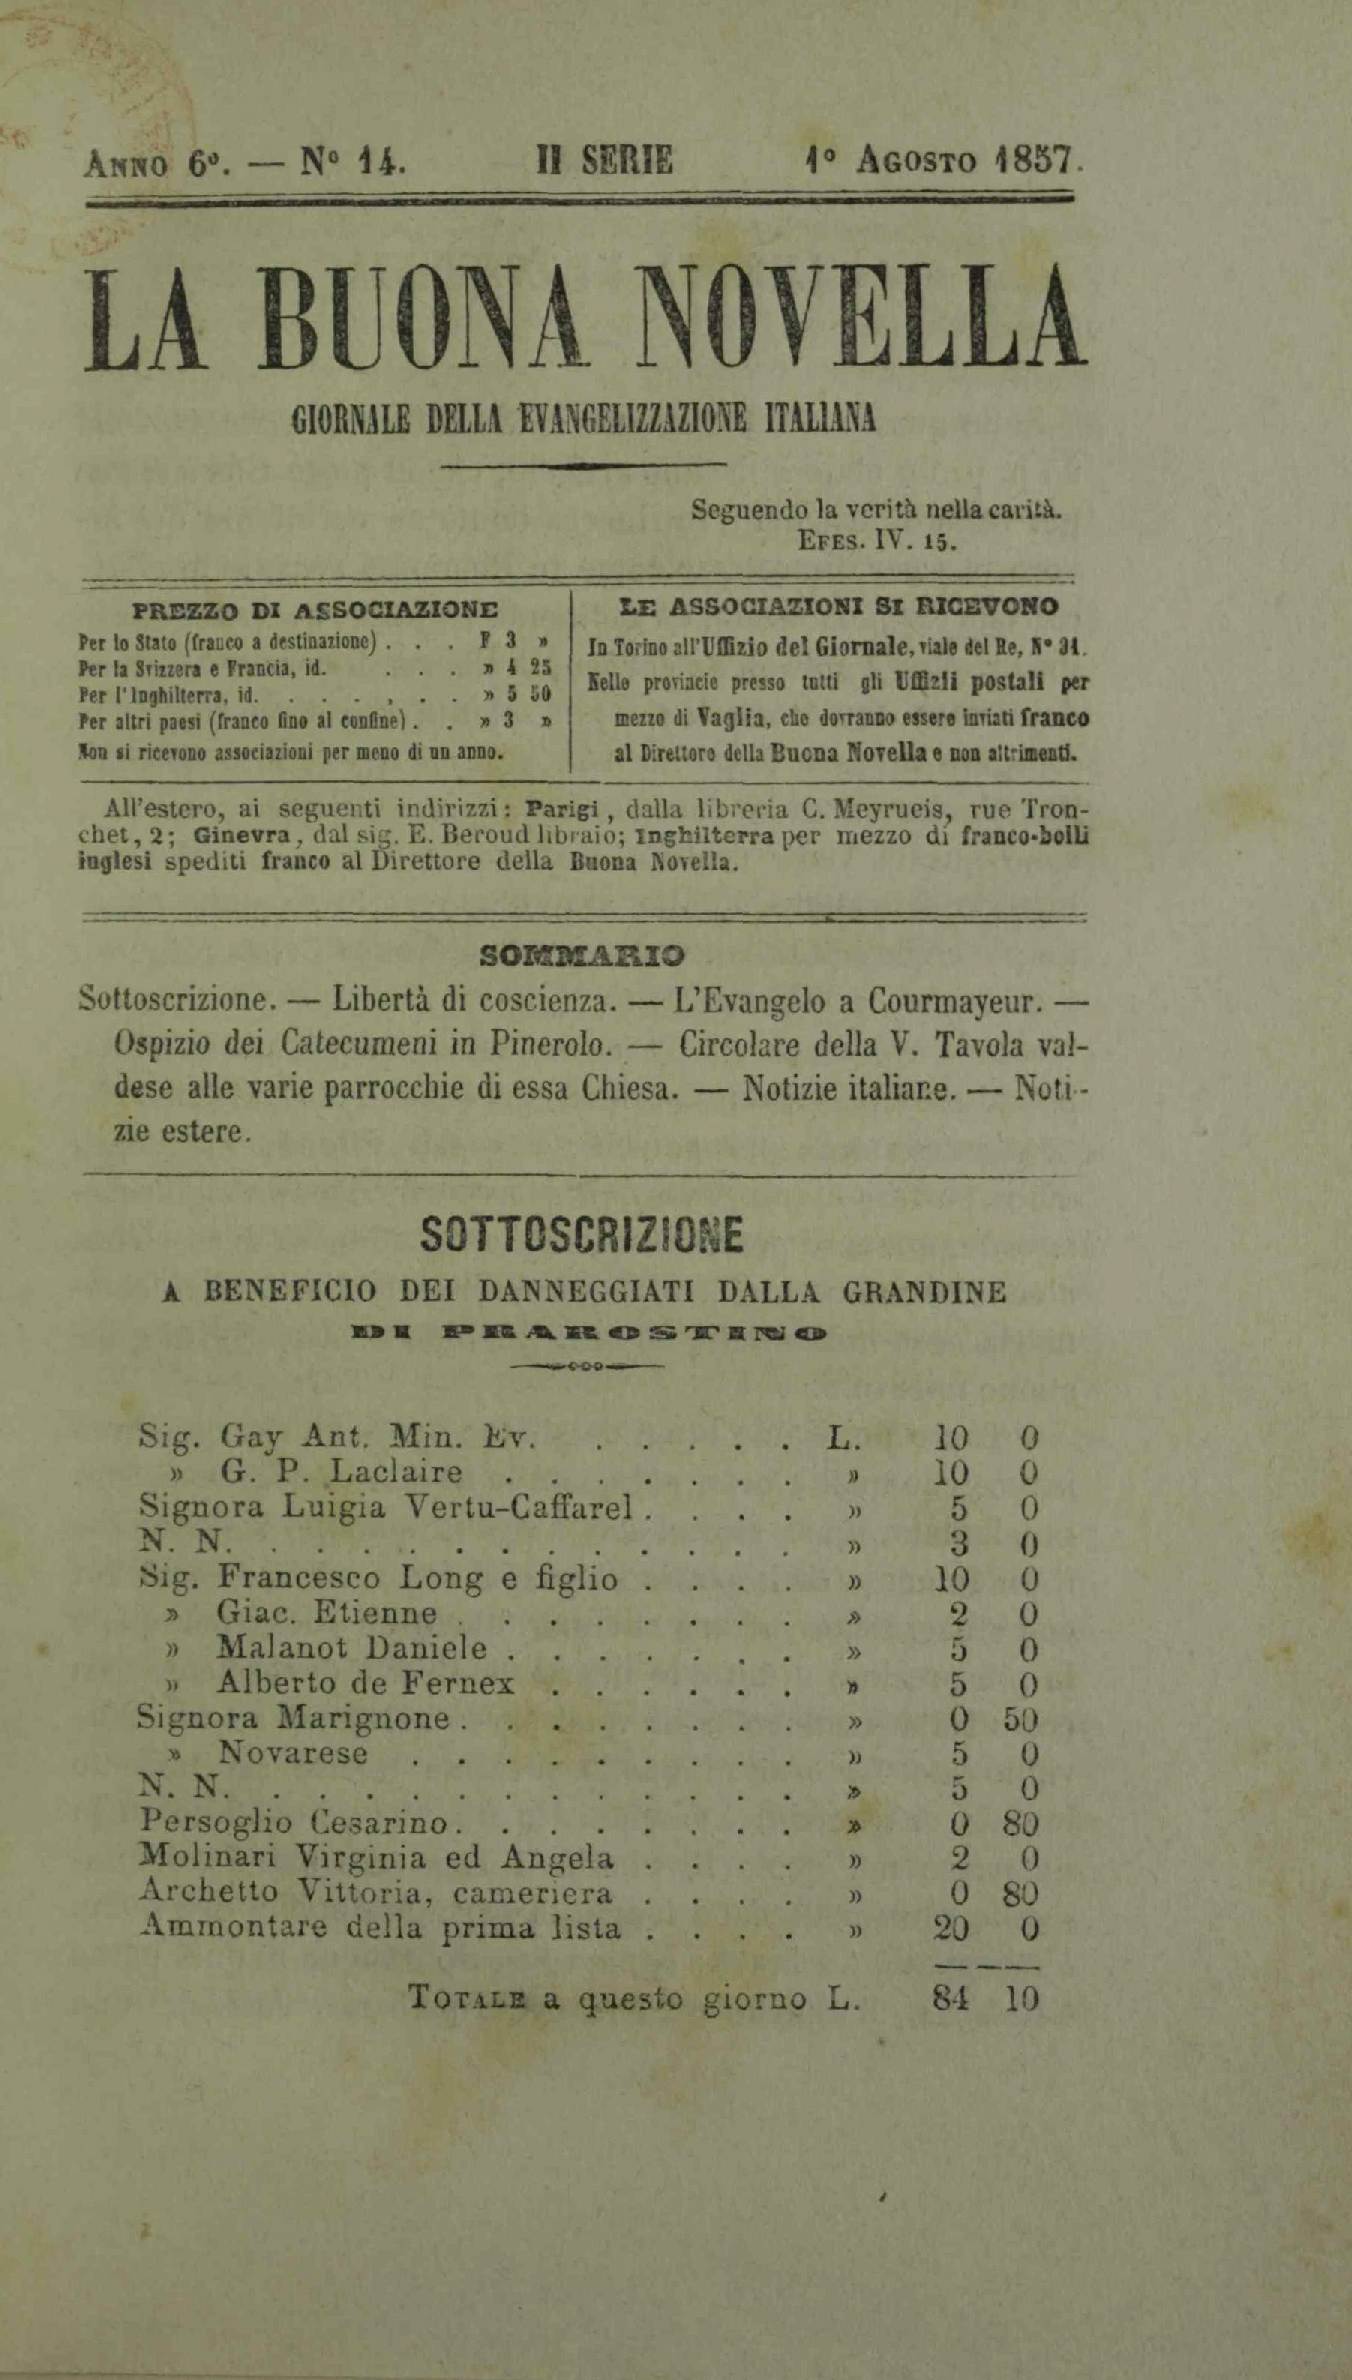 Anno 6º. — Nº 14. II SERIE 1º Agosto 1857.
LA BUONA NOVELLA
GIORNALE DELLA EVANGELIZZAZIONE ITALIANA
Seguendo la verità nella carità.
Efes. IV. 15.
PREZZO DI ASSOCIAZIONE
Per lo Stato (franco a destinazione) . . . F 3 »
Per la Svizzera e Francia, id. . . . » 4 25
Per l'Inghilterra, id. . . . . , . . » 5 50
Per altri paesi (franco fino al confine) . . » 3 »
Non si ricevono associazioni per meno di un anno.
LE ASSOCIAZIONI SI RICEVONO
In Torino all'Uffizio del Giornale, viale del Re, Nº 31.
Nelle provincie presso tutti gli Uffizii postali per
mezzo di Vaglia, che dovranno essere inviati franco
al Direttore della Buona Novella e non altrimenti.
All'estero, ai seguenti indirizzi: Parigi, dalla libreria C. Meyrueis, rue Tron-
chet, 2; Ginevra, dal sig. E. Beroud libraio; Inghilterra per mezzo di franco-bolli
inglesi spediti franco al Direttore della Buona Novella.
SOMMARIO
Sottoscrizione. — Libertà di coscienza. — L'Evangelo a Courmayeur. —
Ospizio dei Catecumeni in Pinerolo. — Circolare della V. Tavola val-
dese alle varie parrocchie di essa Chiesa. — Notizie italiane. — Noti-
zie estere.
SOTTOSCRIZIONE
A BENEFICIO DEI DANNEGGIATI DALLA GRANDINE
DI PRAROSTINO
Sig. Gay Ant. Min. Ev. . . . . . L. 10 0
» G. P. Laclaire . . . . . . . » 10 0
Signora Luigia Vertu-Caffarel . . . . » 5 0
N. N. . . . . . . . . . . . . » 3 0
Sig. Francesco Long e figlio . . . . » 10 0
» Giac. Etienne . . . . . . . . » 2 0
» Malanot Daniele . . . . . . . » 5 0
» Alberto de Fernex . . . . . . » 5 0
Signora Marignone . . . . . . . . » 0 50
» Novarese . . . . . . . . . » 5 0
N. N. . . . . . . . . . . . . » 5 0
Persoglio Cesarino . . . . . . . . » 0 80
Molinari Virginia ed Angela . . . . » 2 0
Archetto Vittoria, cameriera . . . . » 0 80
Ammontare della prima lista . . . . » 20 0
Totale a questo giorno L. 84 10